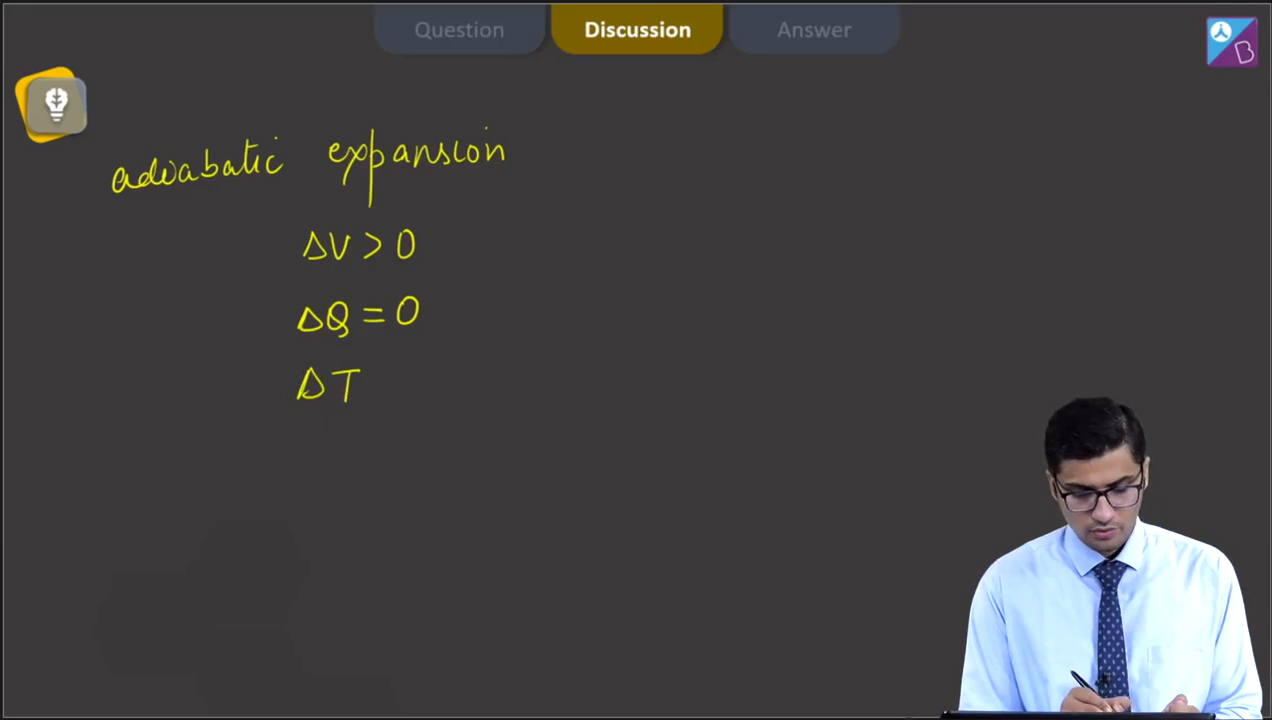 Question Discussion Answer
B
adiabatic expansion
ΔV > 0
ΔQ = 0
ΔT